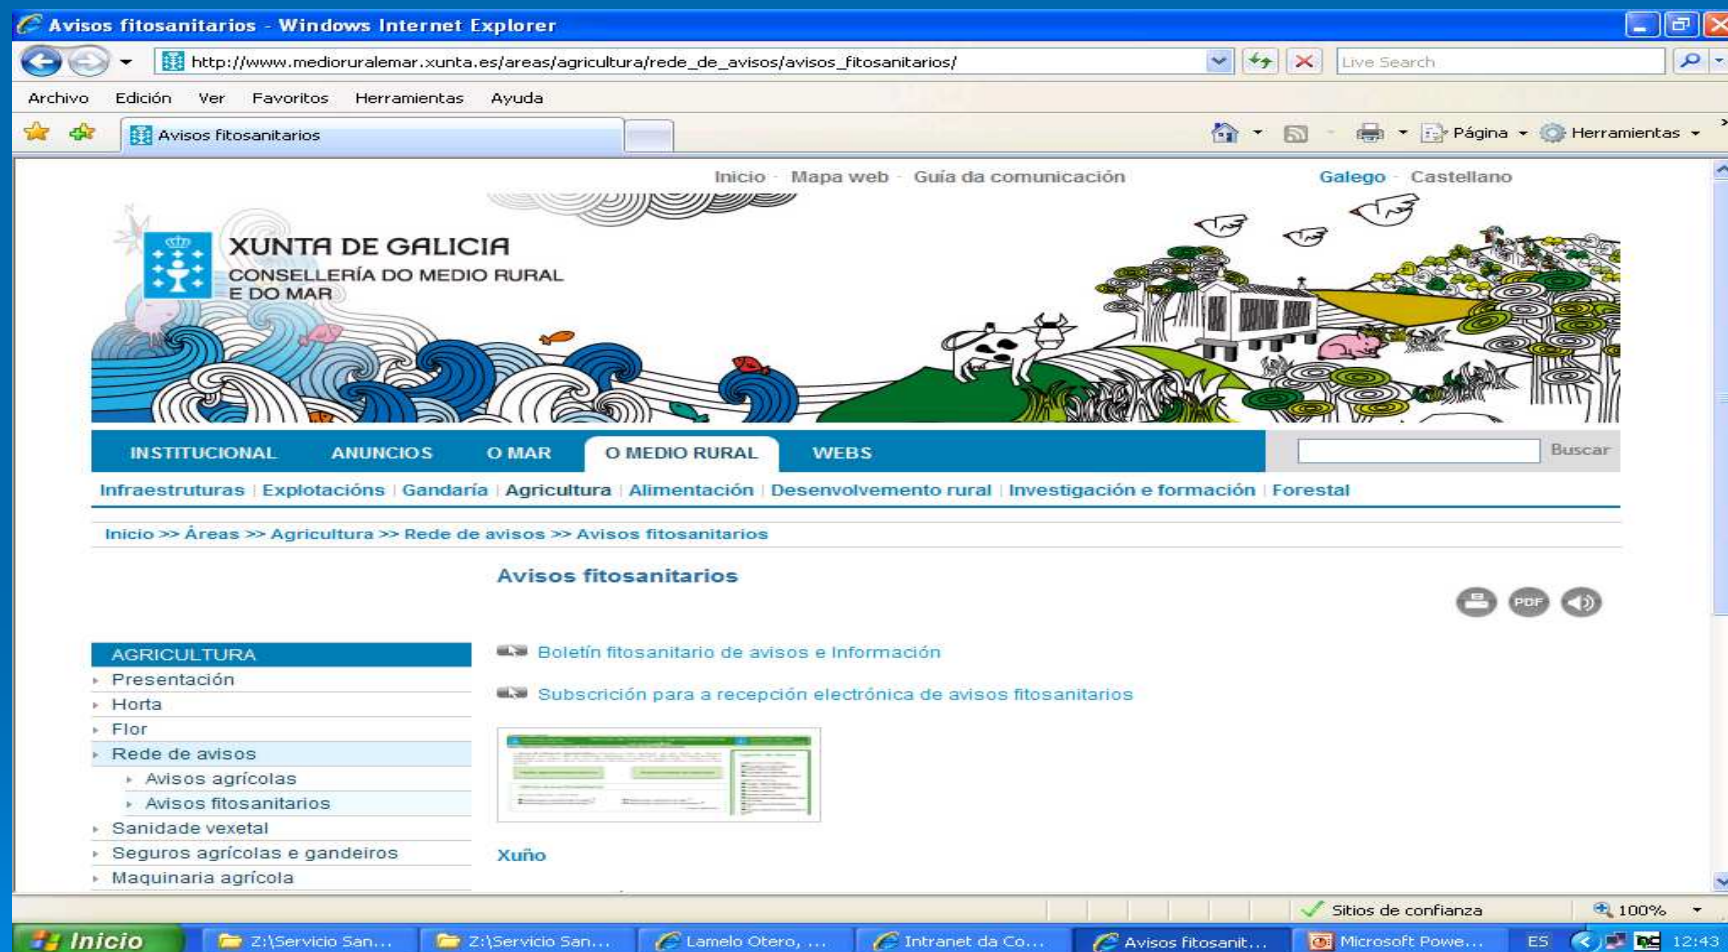 Avisos fitosanitarios - Windows Internet Explorer
http://www.medioruralemar.xunta.es/areas/agricultura/rede_de_avisos/avisos_fitosanitarios/
Live Search
Archivo Edición Ver Favoritos Herramientas Ayuda
Avisos fitosanitarios
Página Herramientas
Inicio - Mapa web - Guía da comunicación
Galego - Castellano
N
XUNTA DE GALICIA
CONSELLERÍA DO MEDIO RURAL
E DO MAR
INSTITUCIONAL ANUNCIOS O MAR O MEDIO RURAL WEBS
Buscar
Infraestruturas | Explotacións | Gandaría | Agricultura | Alimentación | Desenvolvemento rural | Investigación e formación | Forestal
Inicio >> Áreas >> Agricultura >> Rede de avisos >> Avisos fitosanitarios
Avisos fitosanitarios
PDF
AGRICULTURA
Presentación
Horta
Flor
Rede de avisos
Avisos agrícolas
Avisos fitosanitarios
Sanidade vexetal
Seguros agrícolas e gandeiros
Maquinaria agrícola
Boletín fitosanitario de avisos e Información
Subscrición para a recepción electrónica de avisos fitosanitarios
Xuño
Sitios de confianza
100%
Inicio
Z:\Servicio San...
Z:\Servicio San...
Lamelo Otero, ...
Intranet da Co...
Avisos fitosanit...
Microsoft Powe...
ES
12:43